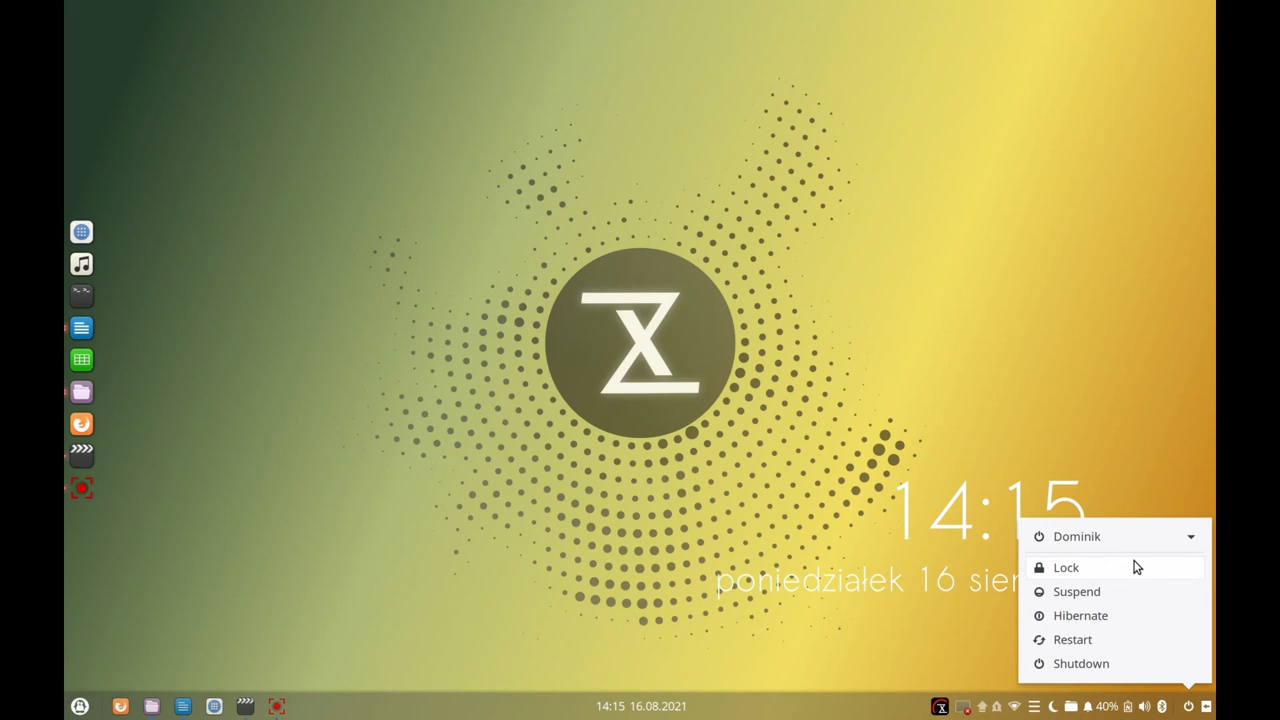 14:15
poniedziałek 16 sier
Dominik
Lock
Suspend
Hibernate
Restart
Shutdown
14:15 16.08.2021
40%